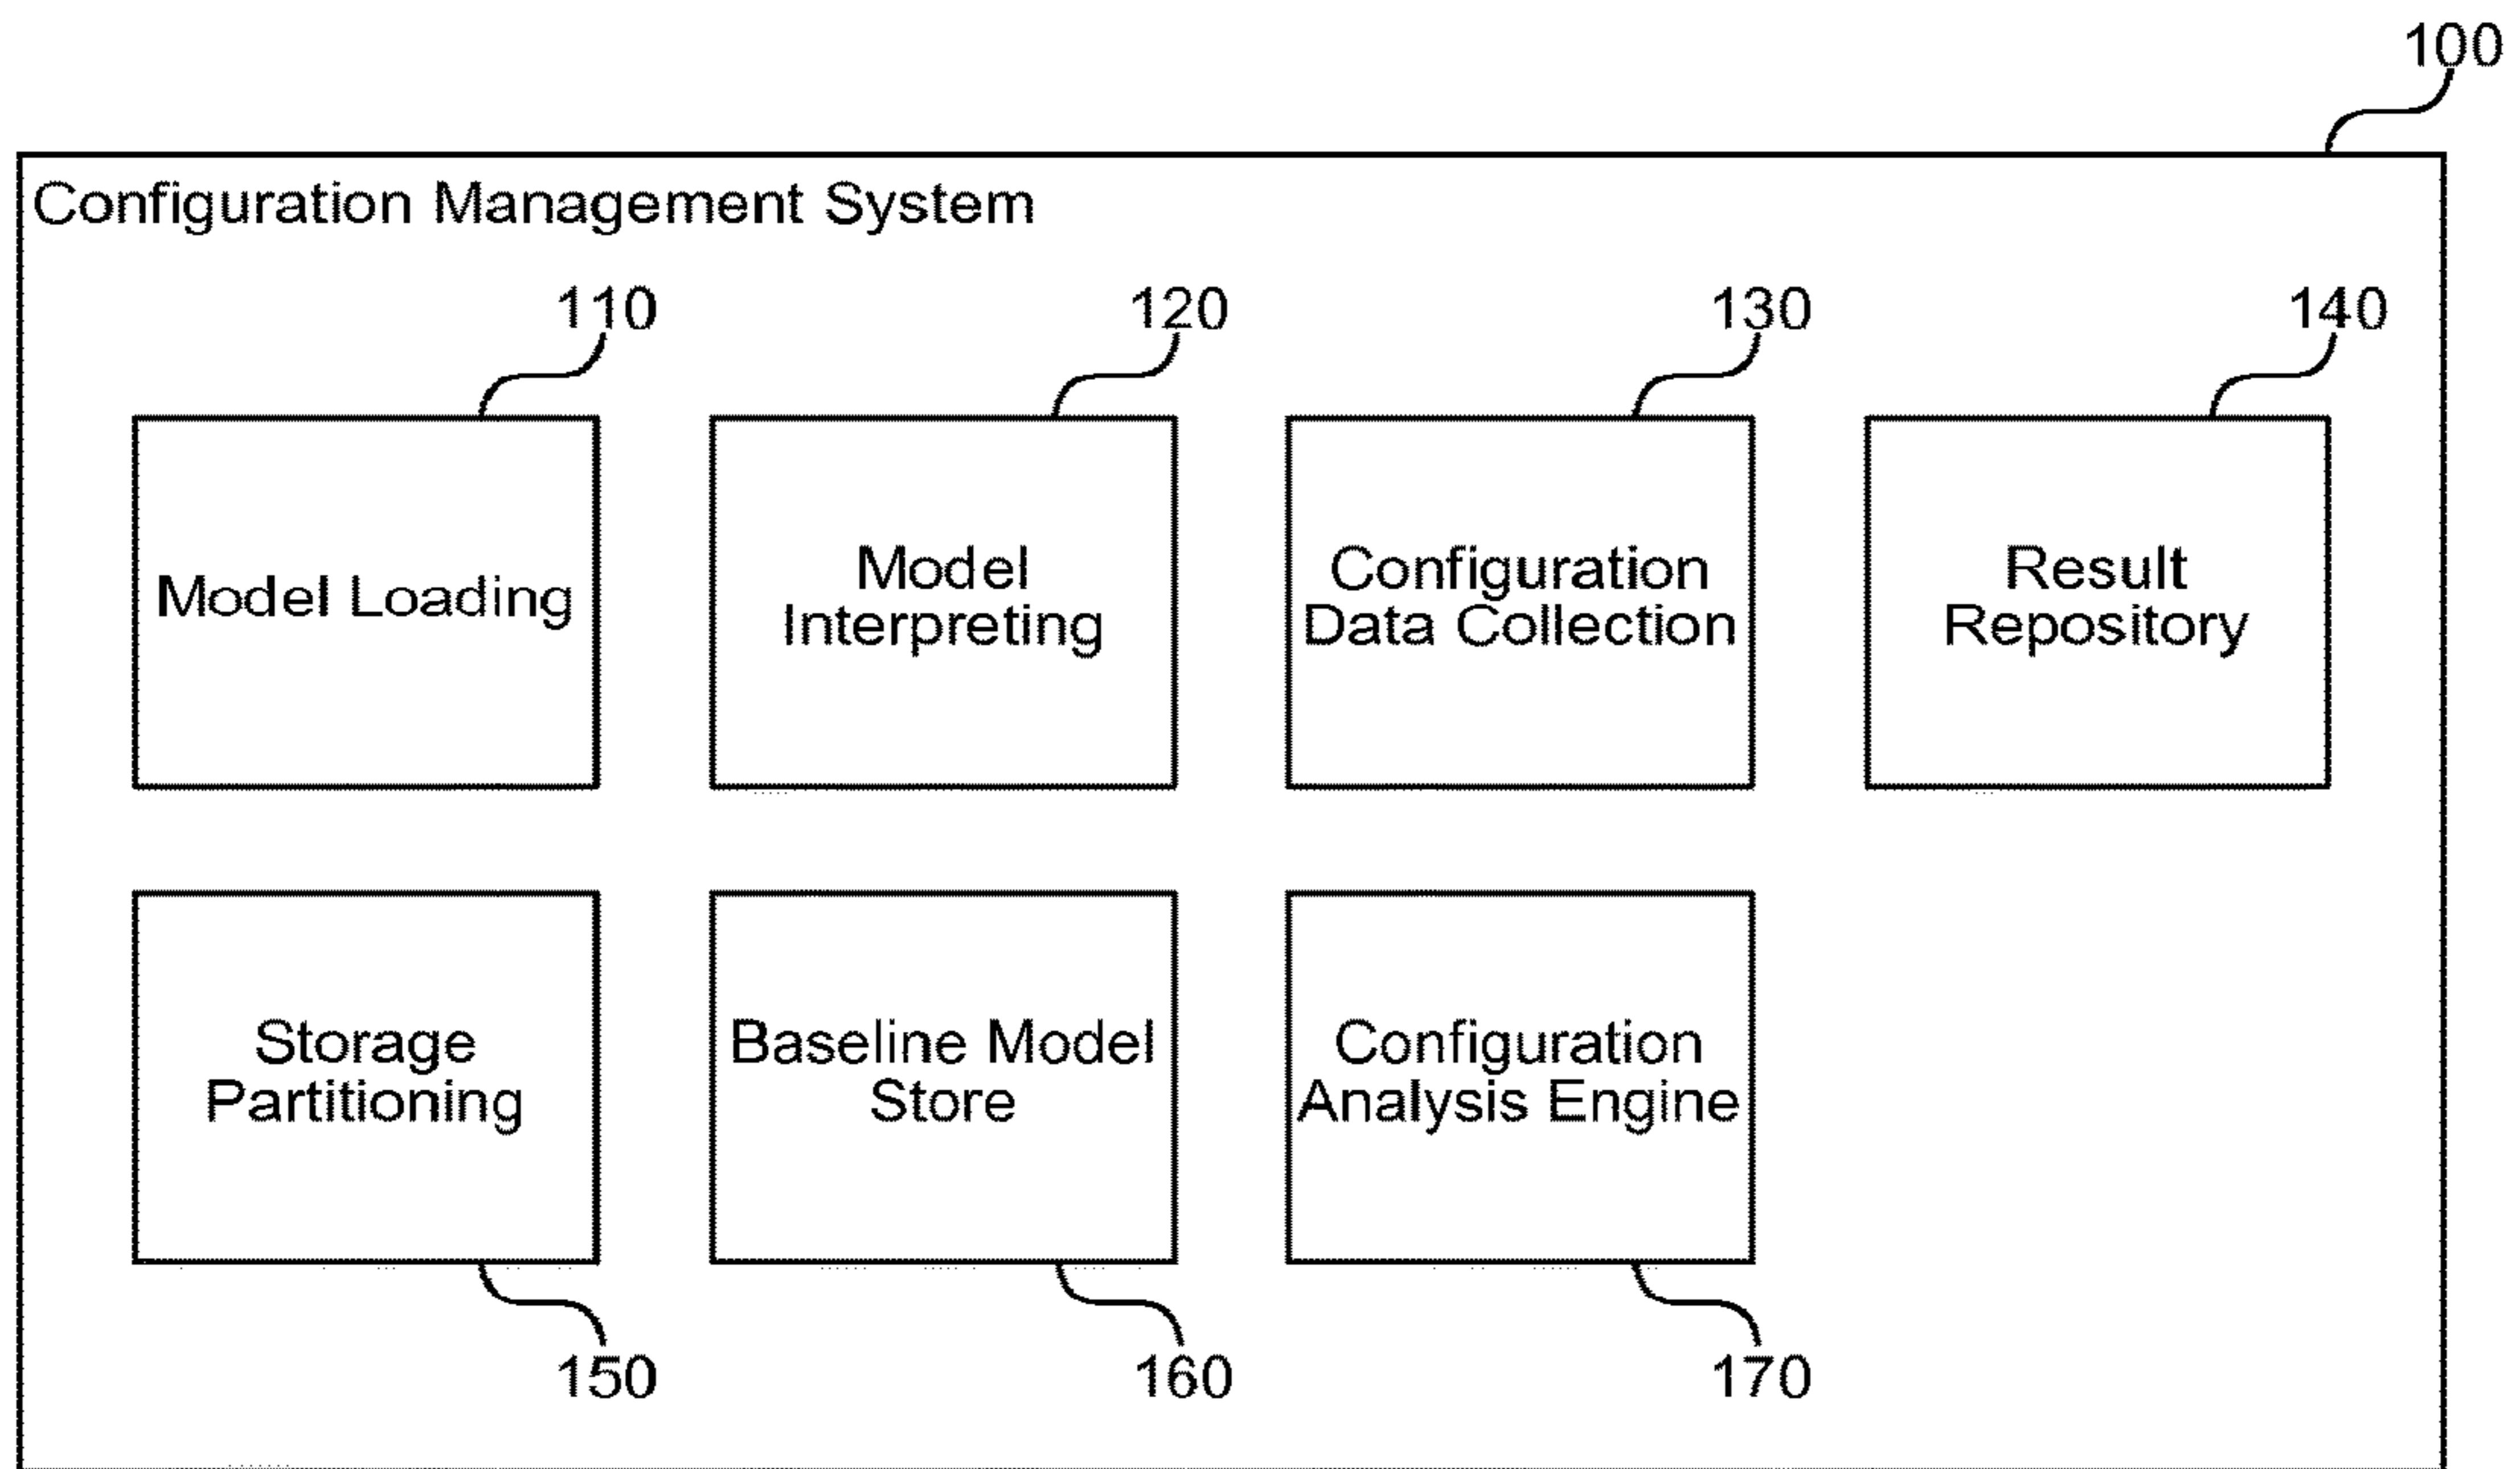 100
Configuration Management System
110
120
130
140
Model Loading
Model
Interpreting
Configuration
Data Collection
Result
Repository
Storage
Partitioning
Baseline Model
Store
Configuration
Analysis Engine
150
160
170